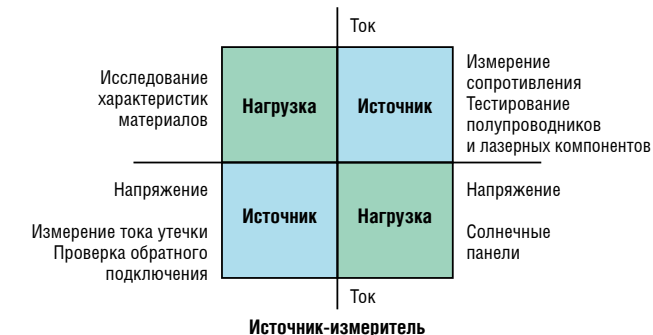 Ток
Исследование
характеристик
материалов
Нагрузка
Источник
Измерение
сопротивления
Тестирование
полупроводников
и лазерных компонентов
Напряжение
Измерение тока утечки
Проверка обратного
подключения
Источник
Нагрузка
Напряжение
Солнечные
панели
Ток
Источник-измеритель